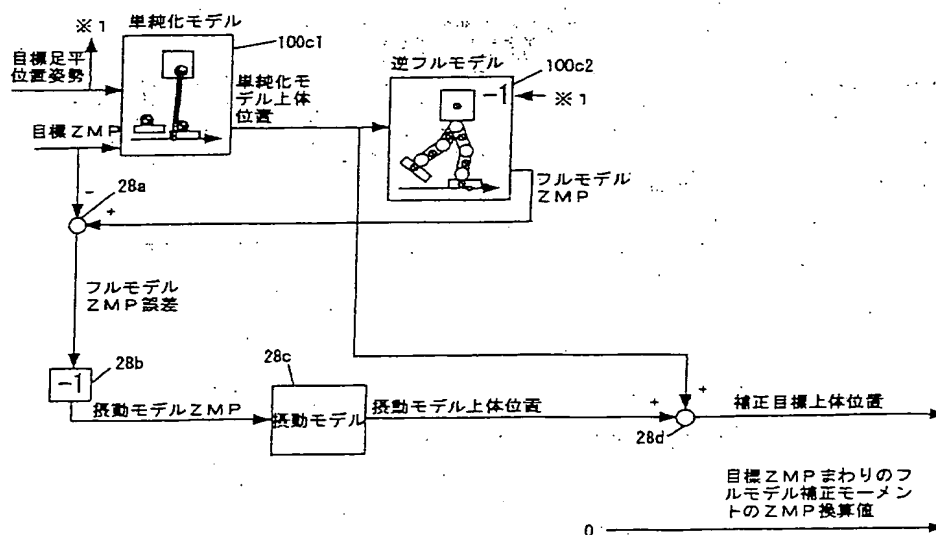 ※1
単純化モデル
100c1
目標足平
位置姿勢
単純化モ
デル上体
位置
逆フルモデル
100c2
-1
※1
目標ZMP
フルモデル
ZMP
-
28a
+
フルモデル
ZMP誤差
28b
-1
摂動モデルZMP
28c
摂動モデル
摂動モデル上体位置
+
+
28d
補正目標上体位置
目標ZMPまわりのフ
ルモデル補正モーメン
トのZMP換算値
0